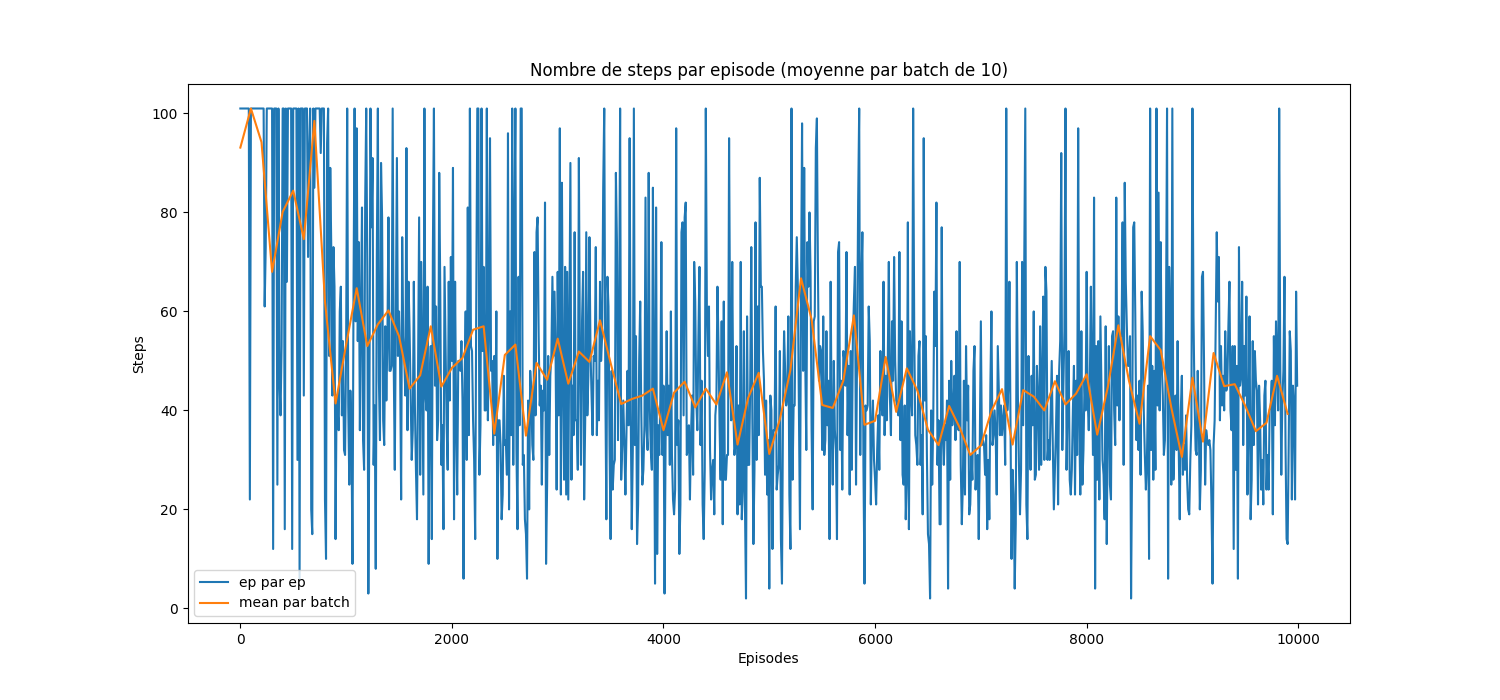 Nombre de steps par episode (moyenne par batch de 10)
100
80
60
40
20
0
Steps
ep par ep
mean par batch
0 2000 4000 6000 8000 10000
Episodes